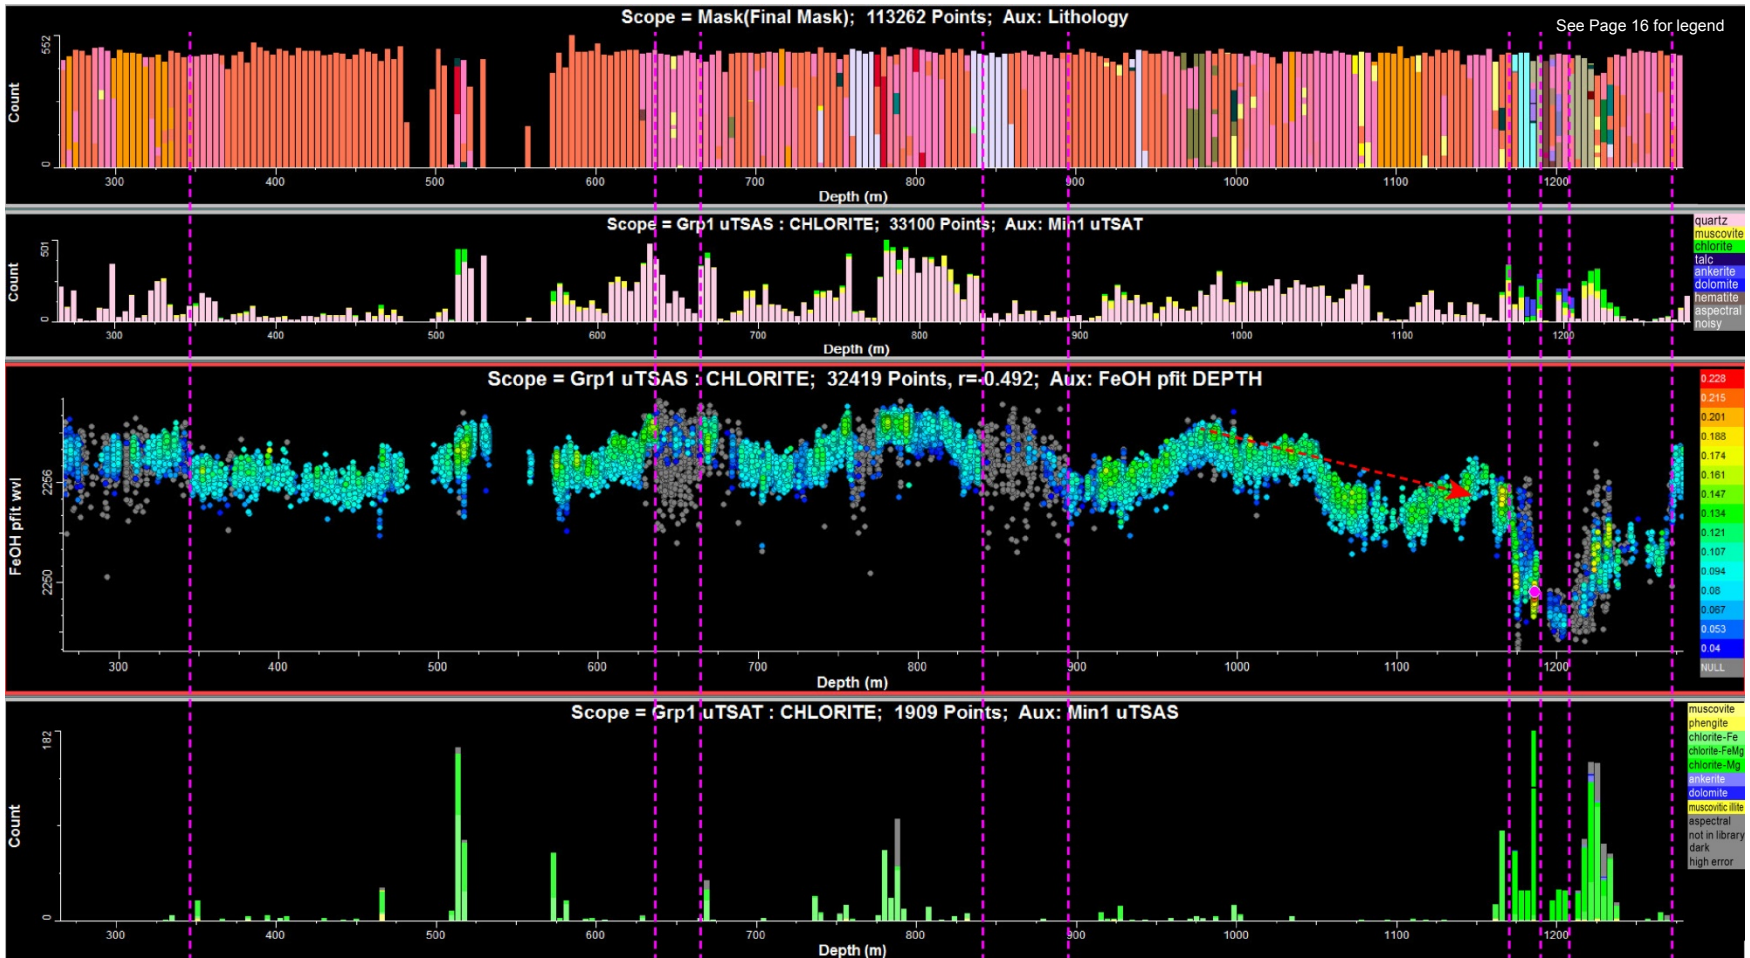 Scope = Mask(Final Mask); 113262 Points; Aux: Lithology
See Page 16 for legend
552
Count
0
300 400 500 600 700 800 900 1000 1100 1200
Depth (m)
Scope = Grp1 uTSAS : CHLORITE; 33100 Points; Aux: Min1 uTSAT
501
Count
0
300 400 500 600 700 800 900 1000 1100 1200
Depth (m)
quartz
muscovite
chlorite
talc
ankerite
dolomite
hematite
aspectral
noisy
Scope = Grp1 uTSAS : CHLORITE; 32419 Points, r=-0.492; Aux: FeOH pfit DEPTH
FeOH pfit wvl
2250
300 400 500 600 700 800 900 1000 1100 1200
Depth (m)
0.228
0.215
0.201
0.188
0.174
0.161
0.147
0.134
0.121
0.107
0.094
0.08
0.067
0.053
0.04
NULL
Scope = Grp1 uTSAT : CHLORITE; 1909 Points; Aux: Min1 uTSAS
182
Count
0
300 400 500 600 700 800 900 1000 1100 1200
Depth (m)
muscovite
phengite
chlorite-Fe
chlorite-FeMg
chlorite-Mg
ankerite
dolomite
muscovitic illite
aspectral
not in library
dark
high error